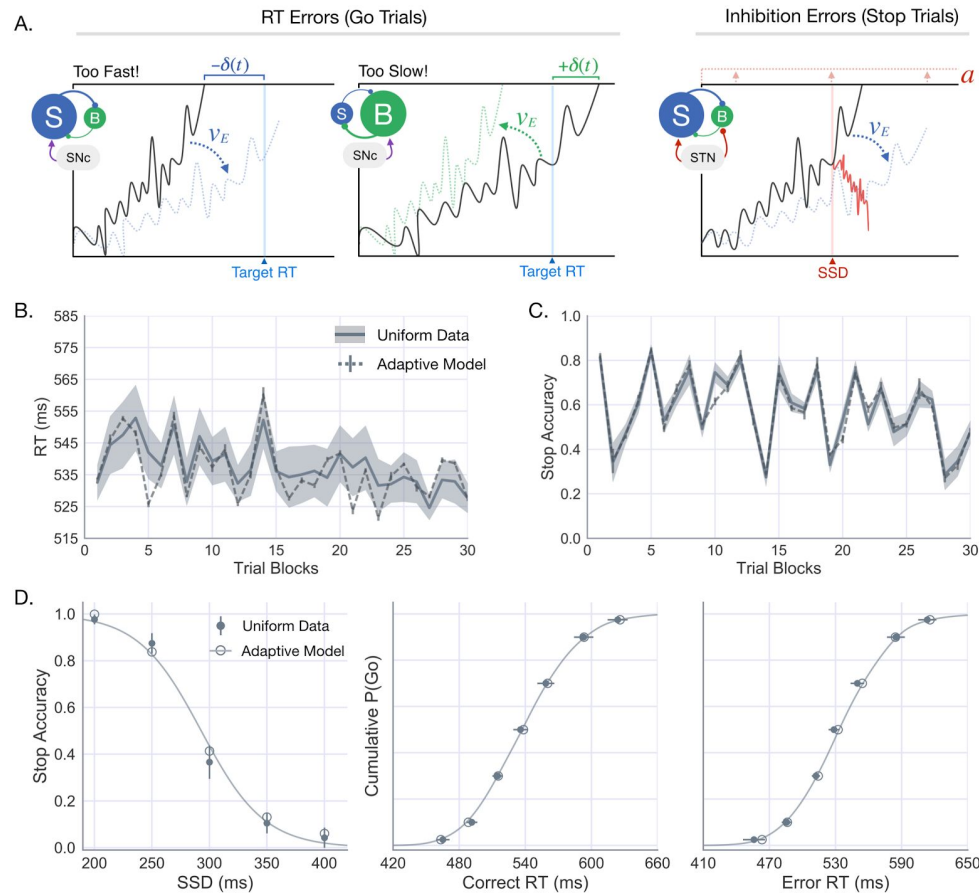 A.
RT Errors (Go Trials)
Inhibition Errors (Stop Trials)
Too Fast!
−δ(t)
S
B
SNc
v_E
Target RT
Too Slow!
+δ(t)
S
B
SNc
v_E
Target RT
a
S
B
STN
v_E
SSD
B.
585
575
565
555
545
535
525
515
RT (ms)
Uniform Data
Adaptive Model
0 5 10 15 20 25 30
Trial Blocks
C.
1.0
0.8
0.6
0.4
0.2
0.0
Stop Accuracy
0 5 10 15 20 25 30
Trial Blocks
D.
1.0
0.8
0.6
0.4
0.2
0.0
Stop Accuracy
Uniform Data
Adaptive Model
200 250 300 350 400
SSD (ms)
Cumulative P(Go)
420 480 540 600 660
Correct RT (ms)
410 470 530 590 650
Error RT (ms)